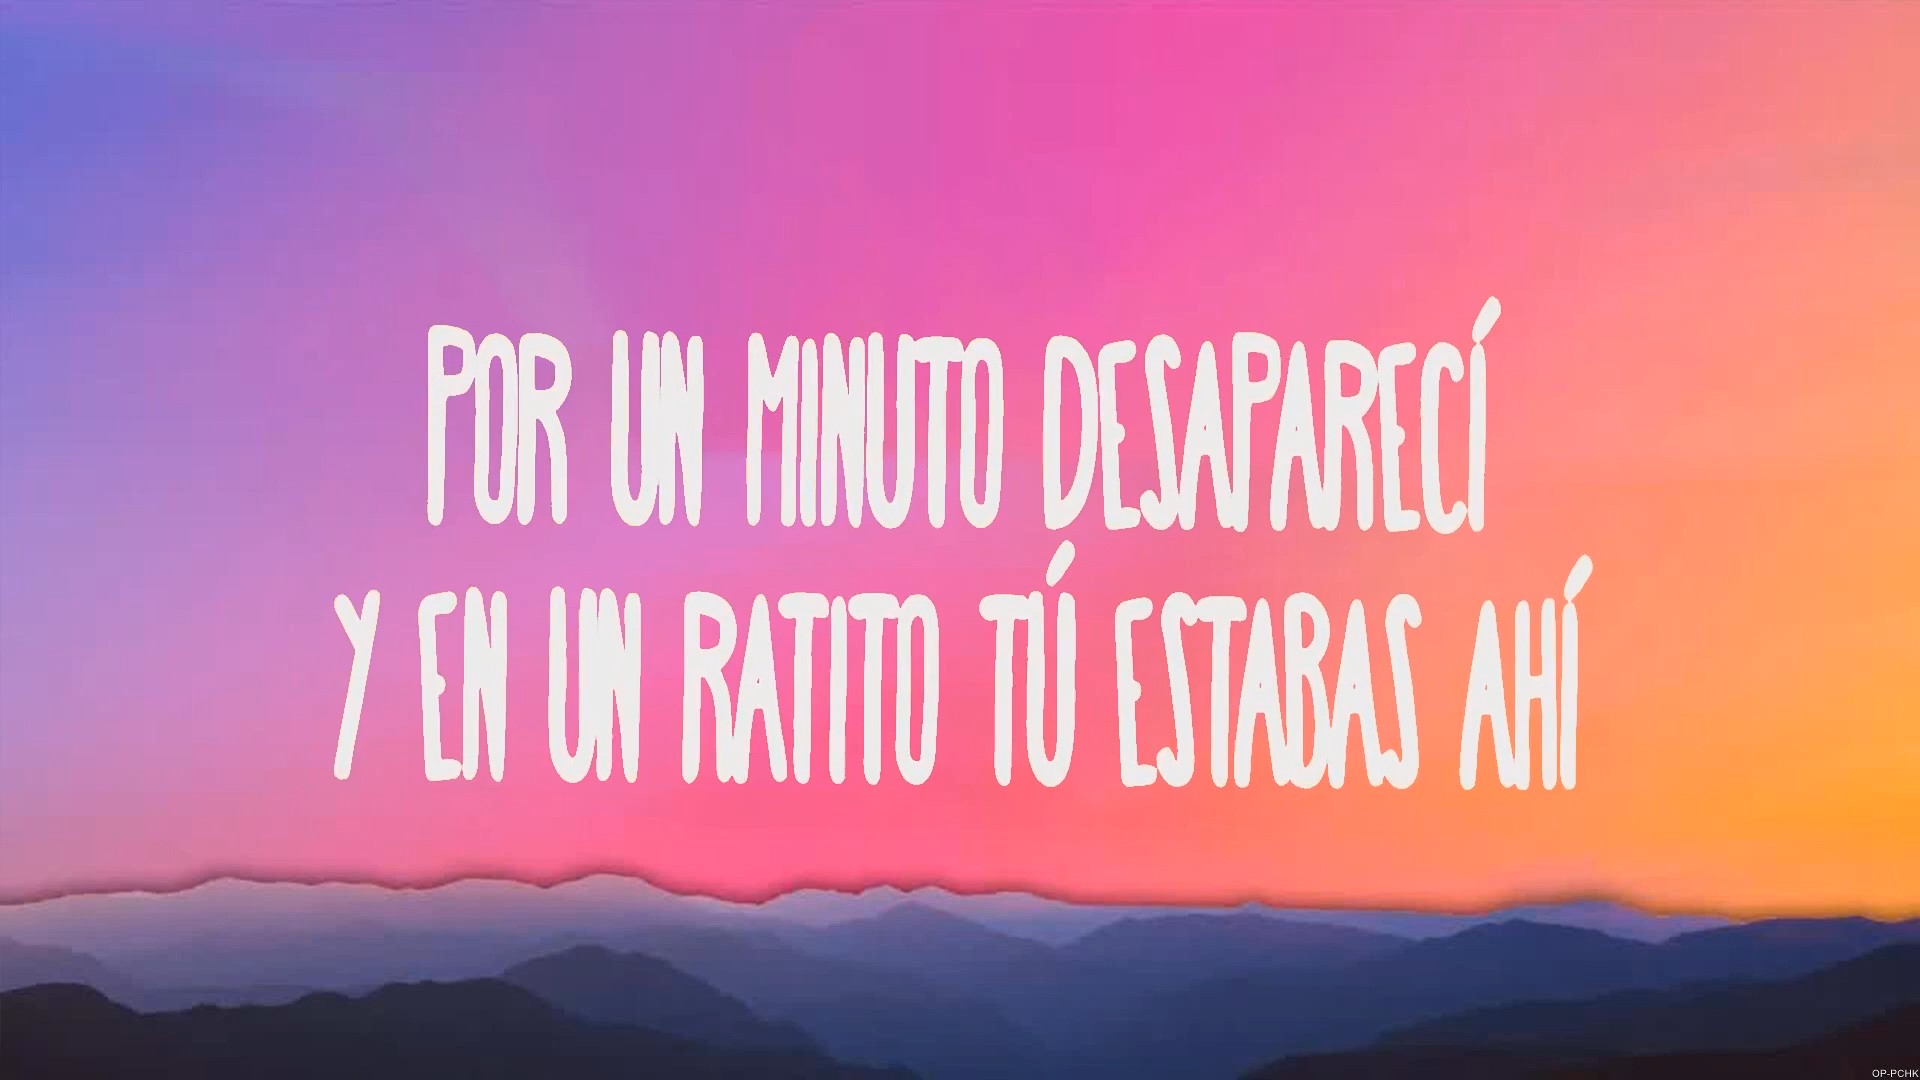 POR UN MINUTO DESAPARECÍ
Y EN UN RATITO TÚ ESTABAS AHÍ
OP-PCHK